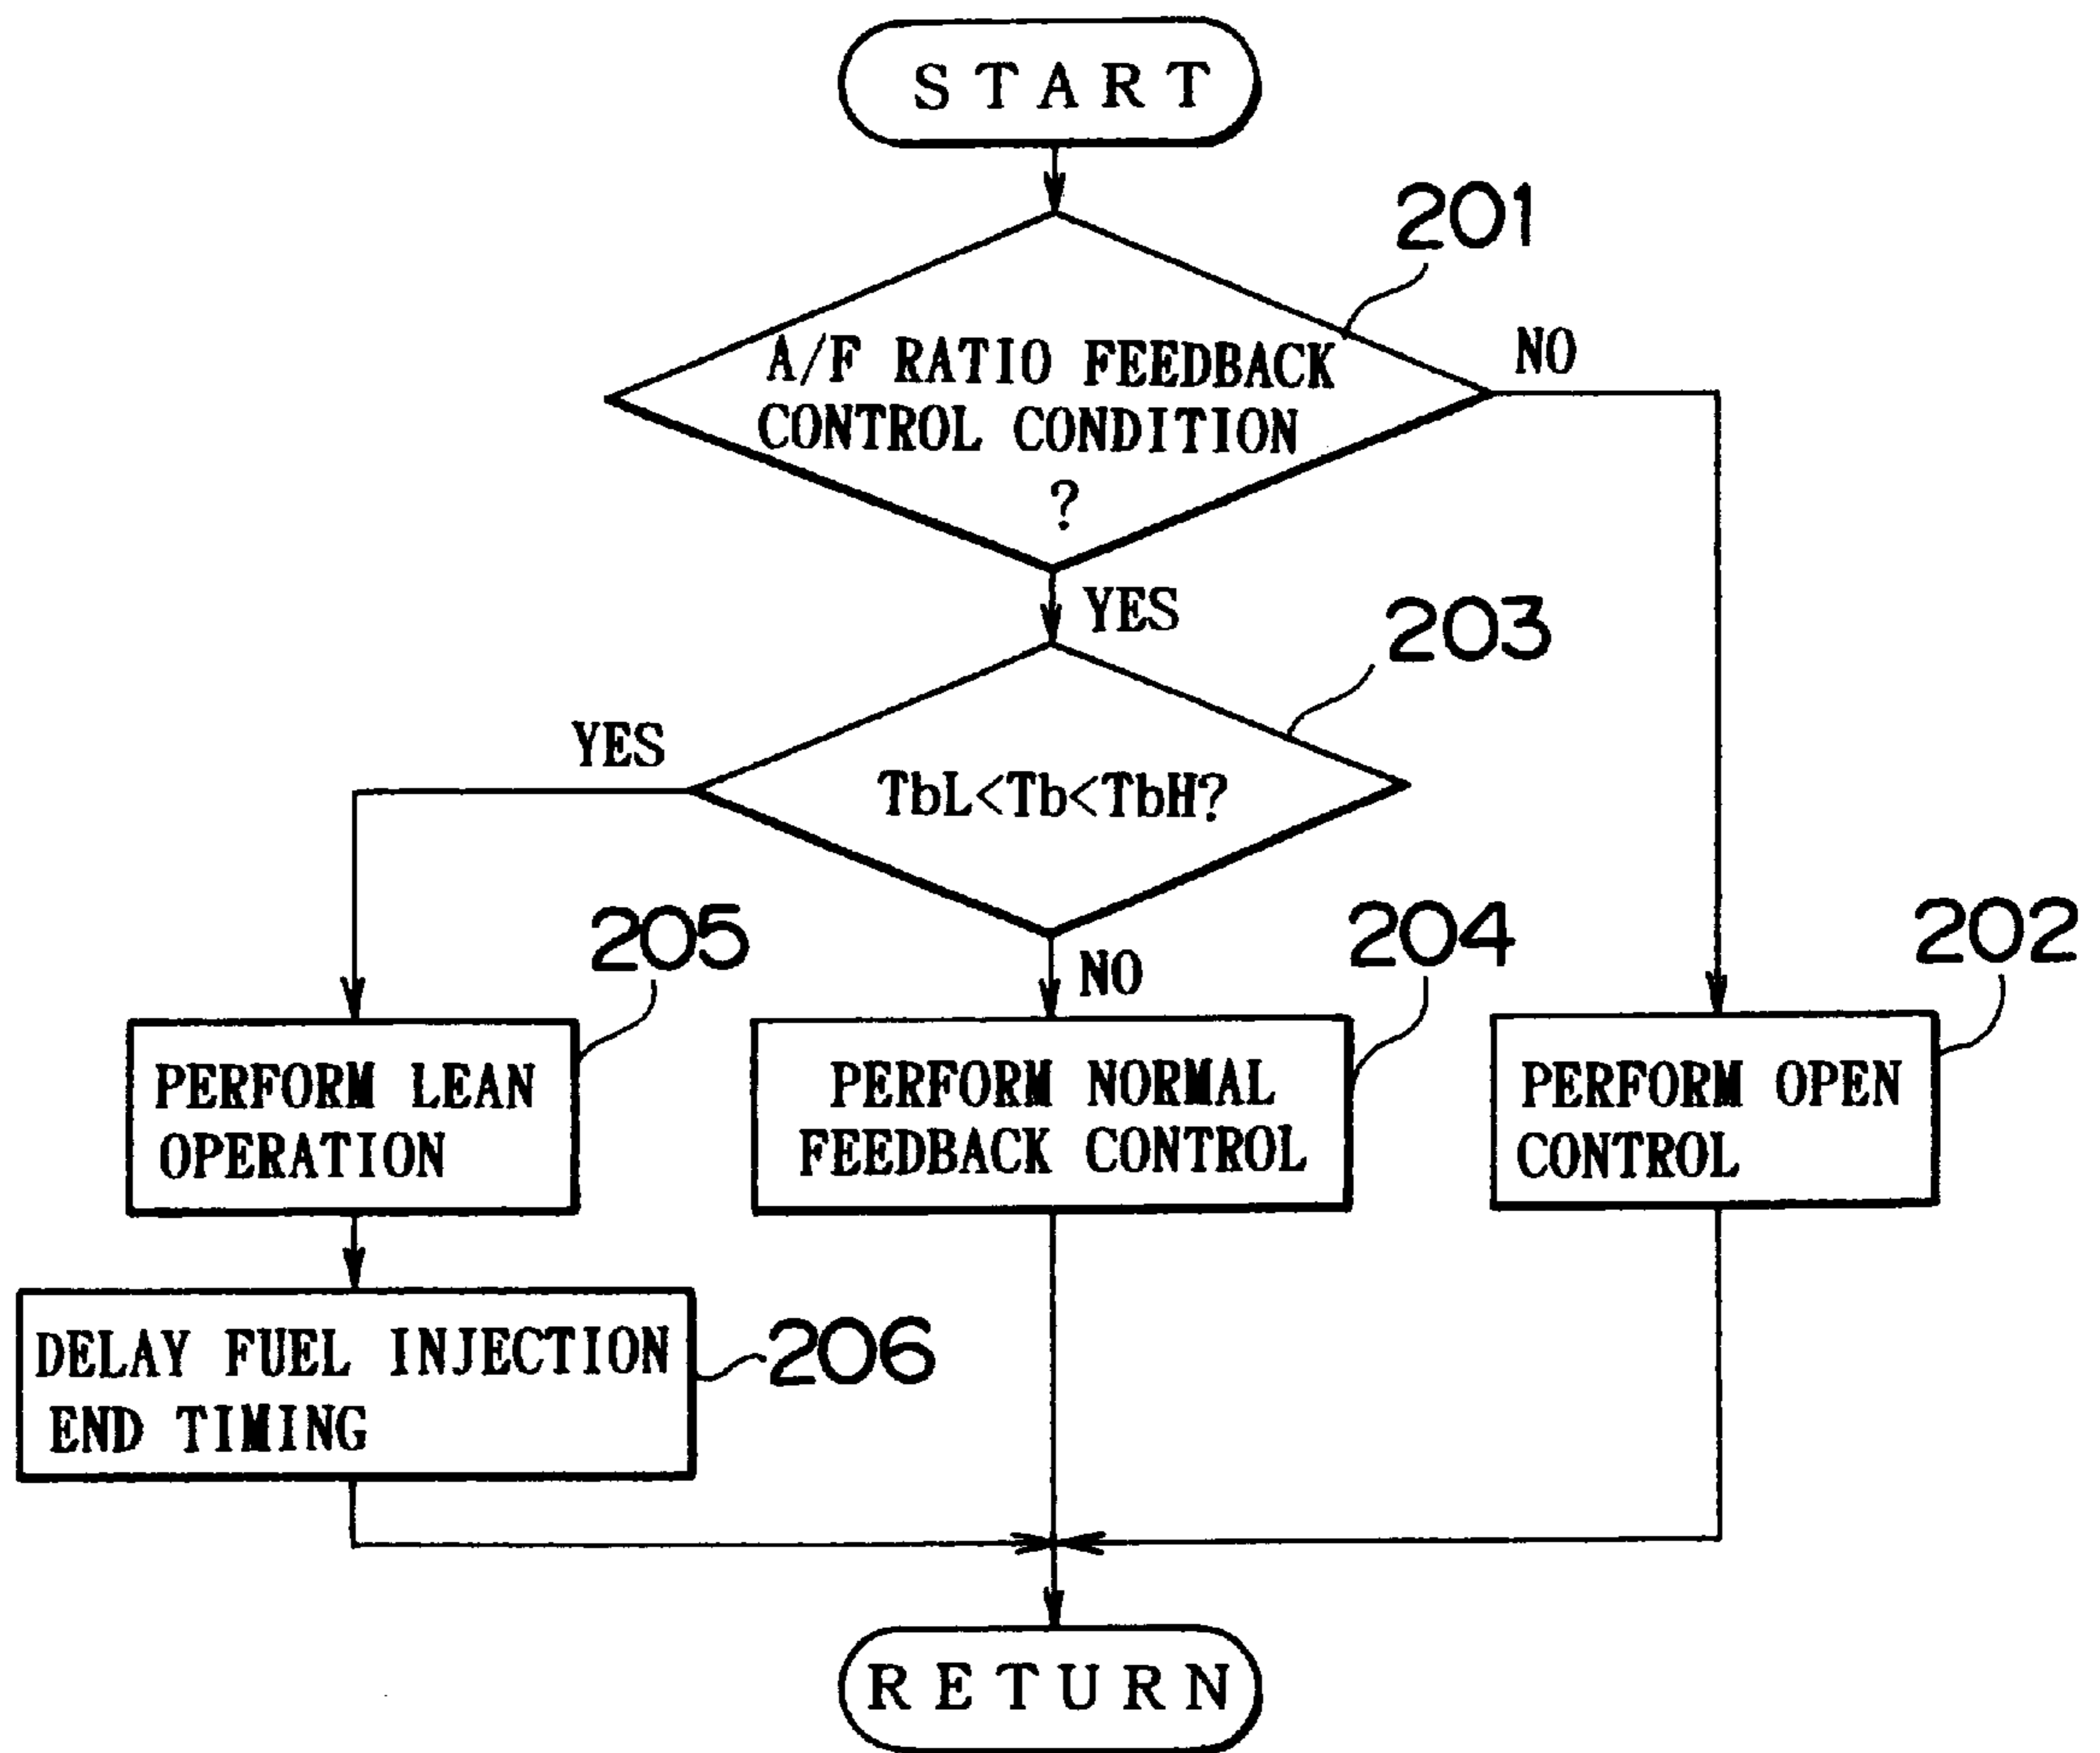 START
201
A/F RATIO FEEDBACK
CONTROL CONDITION
?
NO
YES
203
YES
TbL<Tb<TbH?
NO
205
204
202
PERFORM LEAN
OPERATION
PERFORM NORMAL
FEEDBACK CONTROL
PERFORM OPEN
CONTROL
DELAY FUEL INJECTION
END TIMING
206
RETURN